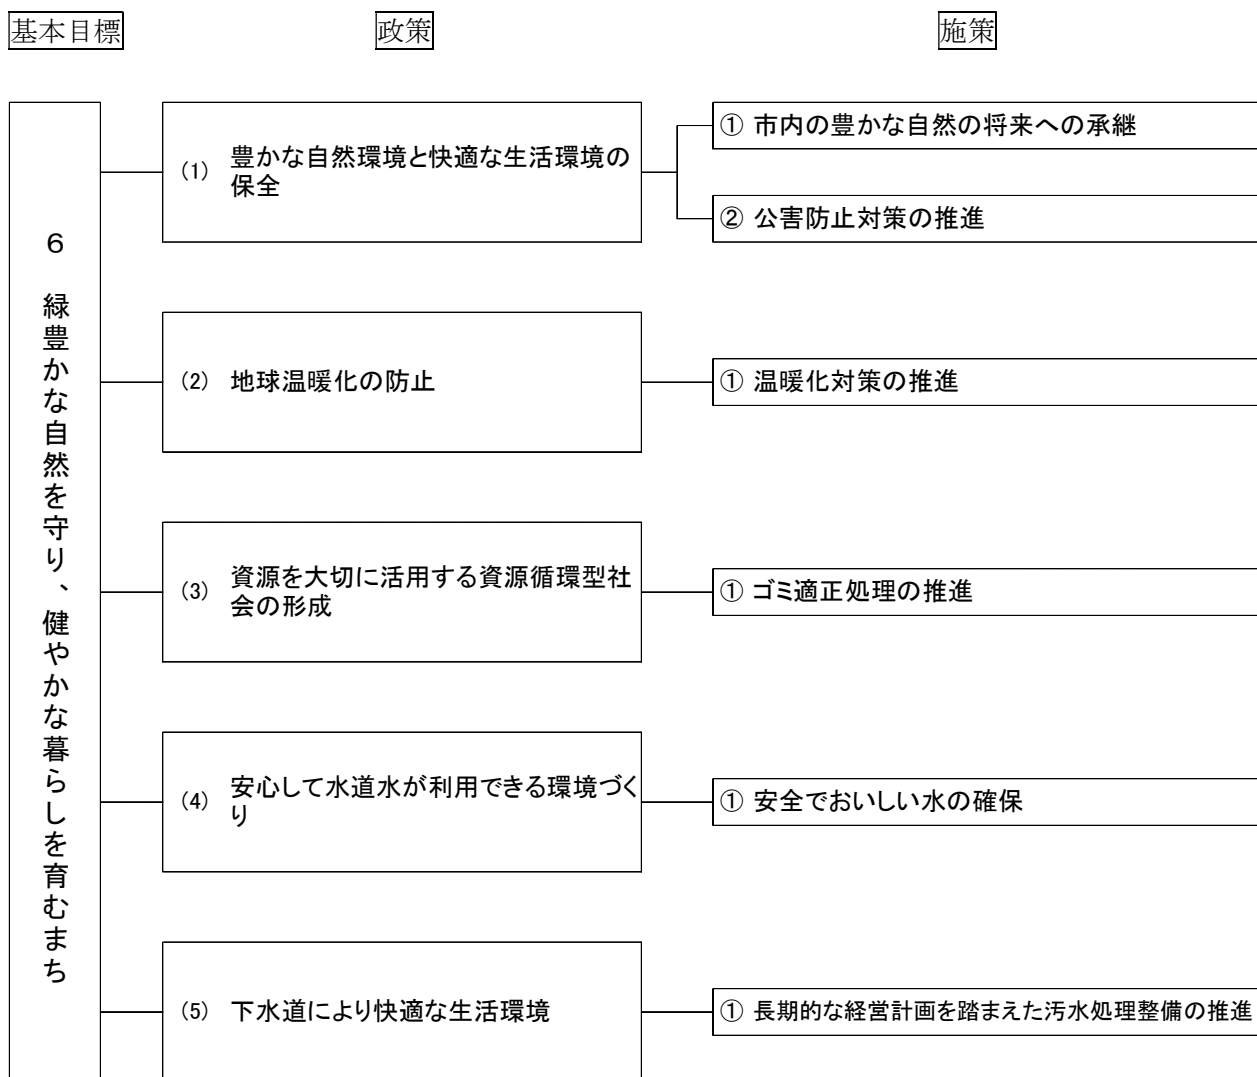 基本目標
政策
施策
6 緑豊かな自然を守り、健やかな暮らしを育むまち
(1) 豊かな自然環境と快適な生活環境の
保全
① 市内の豊かな自然の将来への承継
② 公害防止対策の推進
(2) 地球温暖化の防止
① 温暖化対策の推進
(3) 資源を大切に活用する資源循環型社
会の形成
① ゴミ適正処理の推進
(4) 安心して水道水が利用できる環境づく
り
① 安全でおいしい水の確保
(5) 下水道により快適な生活環境
① 長期的な経営計画を踏まえた汚水処理整備の推進